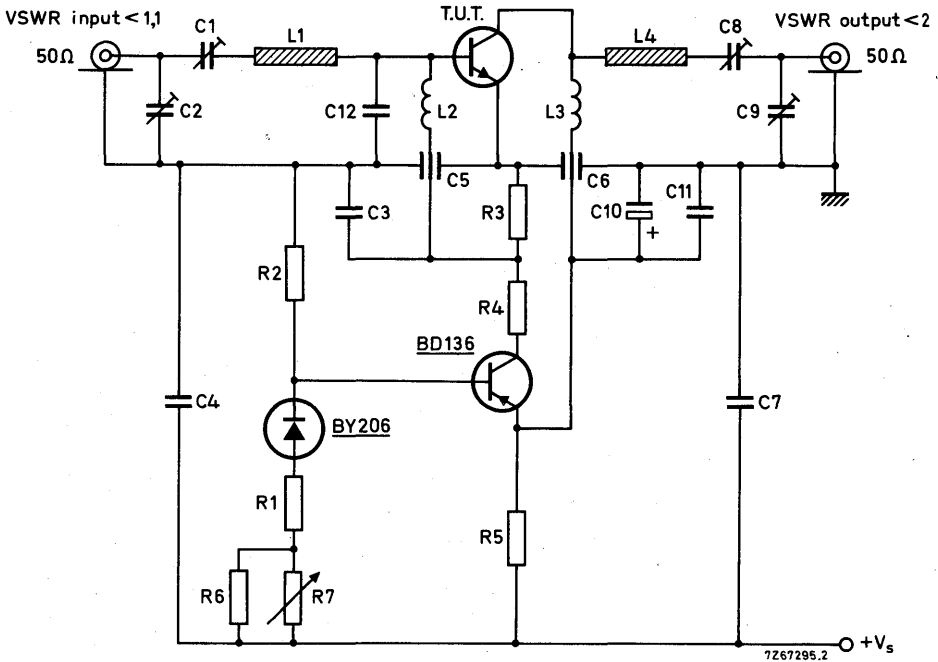 VSWR input < 1,1
T.U.T.
VSWR output < 2
50Ω
C1
L1
L4
C8
50Ω
C2
C12
L2
L3
C9
C5
C6
C3
R3
C10
C11
+
R2
R4
BD136
C4
C7
BY206
R1
R5
R6
R7
+Vs
7Z67295.2